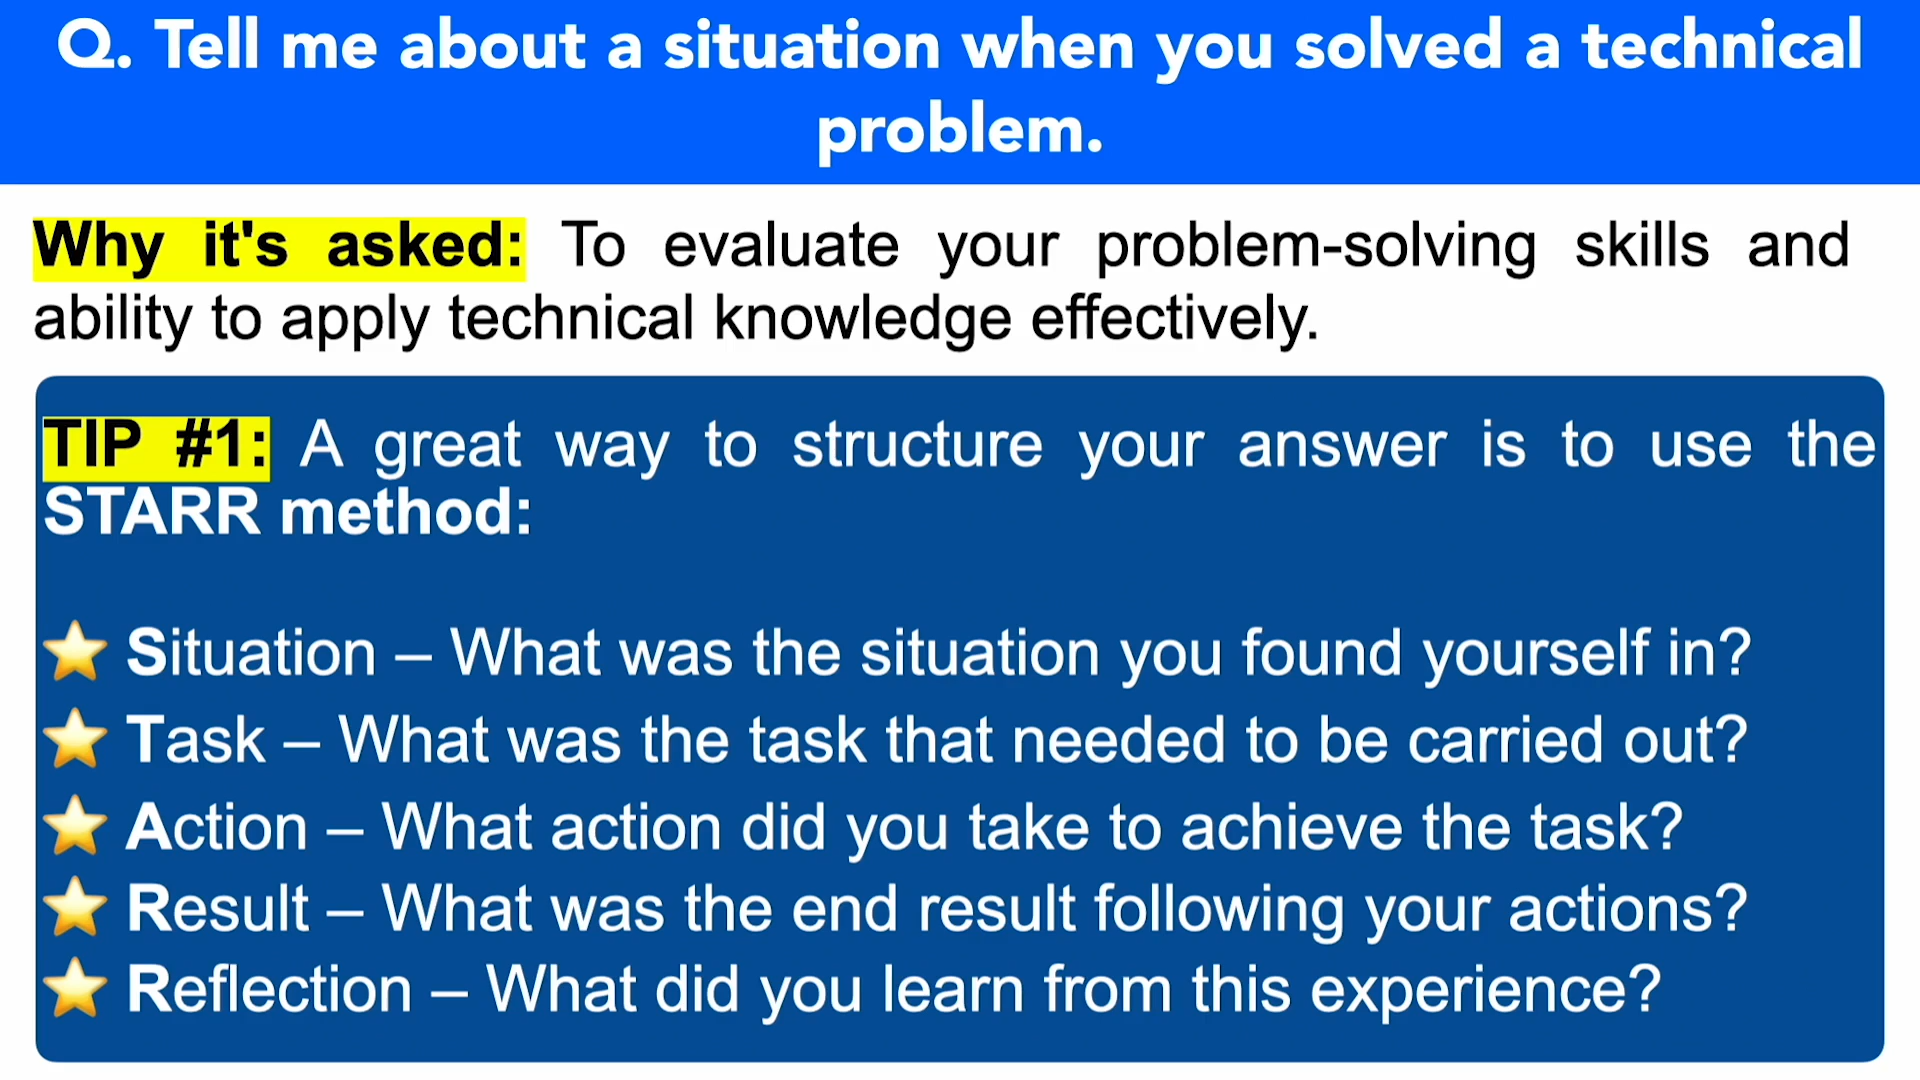 Q. Tell me about a situation when you solved a technical
problem.
Why it's asked: To evaluate your problem-solving skills and
ability to apply technical knowledge effectively.
TIP #1: A great way to structure your answer is to use the
STARR method:
Situation – What was the situation you found yourself in?
Task – What was the task that needed to be carried out?
Action – What action did you take to achieve the task?
Result – What was the end result following your actions?
Reflection – What did you learn from this experience?